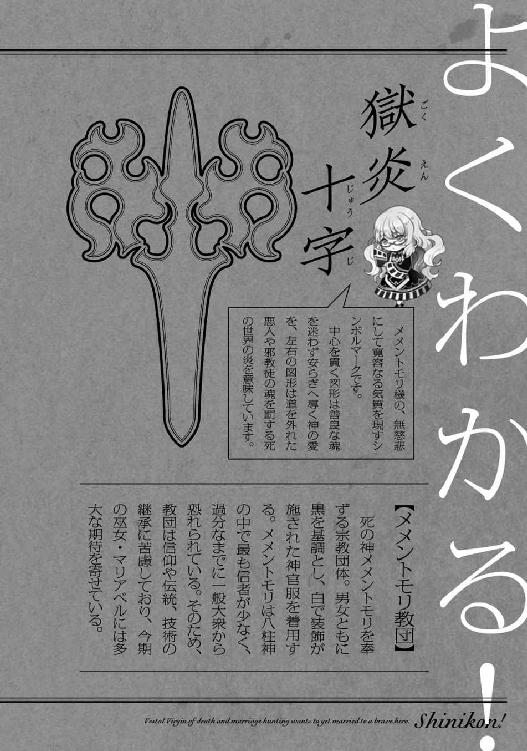 よくわかる！
獄炎
ごくえん
十字
じゅうじ
メメントモリ様の、無慈悲
にして寛容なる気質を現すシ
ンボルマークです。
中心を貫く図形は善良な魂
を迷わず安らぎへ導く神の愛
を、左右の図形は道を外れた
悪人や邪教徒の魂を罰する死
の世界の炎を意味しています。
【メメントモリ教団】
死の神メメントモリを奉
ずる宗教団体。男女ともに
黒を基調とし、白で装飾が
施された神官服を着用す
る。メメントモリは八柱神
の中で最も信者が少なく、
過分なまでに一般大衆から
恐れられている。そのため、
教団は信仰や伝統、技術の
継承に苦慮しており、今期
の巫女・マリアベルには多
大な期待を寄せている。
Vestal Virgin of death and marriage hunting wants to get married to a brave hero.
Shinikon!